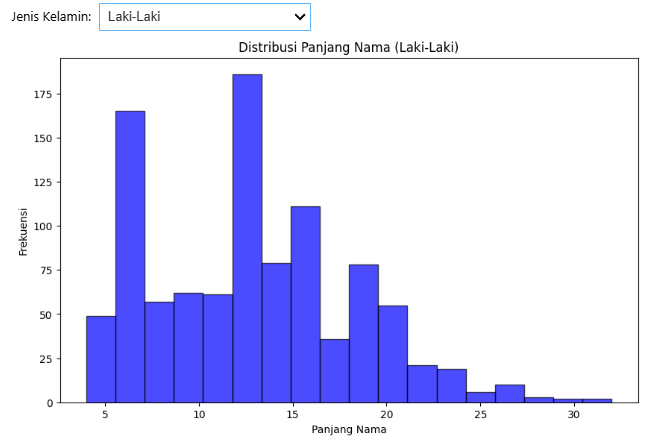 Jenis Kelamin: Laki-Laki
Distribusi Panjang Nama (Laki-Laki)
175
150
125
100
75
50
25
0
Frekuensi
5 10 15 20 25 30
Panjang Nama